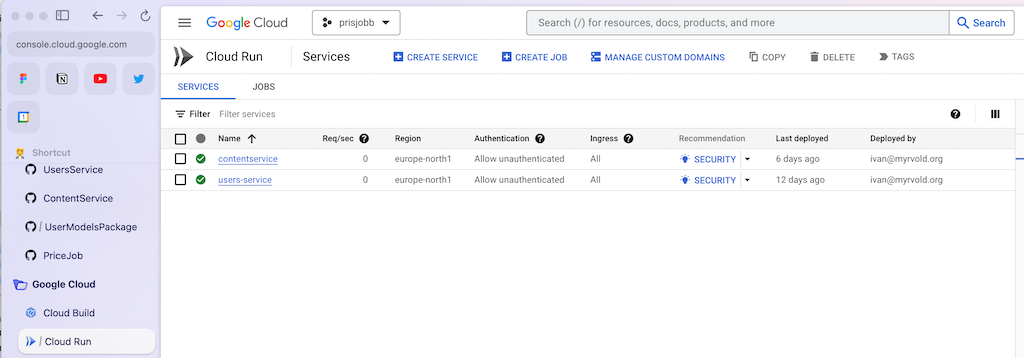 console.cloud.google.com
Shortcut
UsersService
ContentService
/ UserModelsPackage
PriceJob
Google Cloud
Cloud Build
/ Cloud Run
Google Cloud prisjobb Search (/) for resources, docs, products, and more Search
Cloud Run Services CREATE SERVICE CREATE JOB MANAGE CUSTOM DOMAINS COPY DELETE TAGS
SERVICES JOBS
Filter Filter services
Name Req/sec Region Authentication Ingress Recommendation Last deployed Deployed by
contentservice 0 europe-north1 Allow unauthenticated All SECURITY 6 days ago ivan@myrvold.org
users-service 0 europe-north1 Allow unauthenticated All SECURITY 12 days ago ivan@myrvold.org